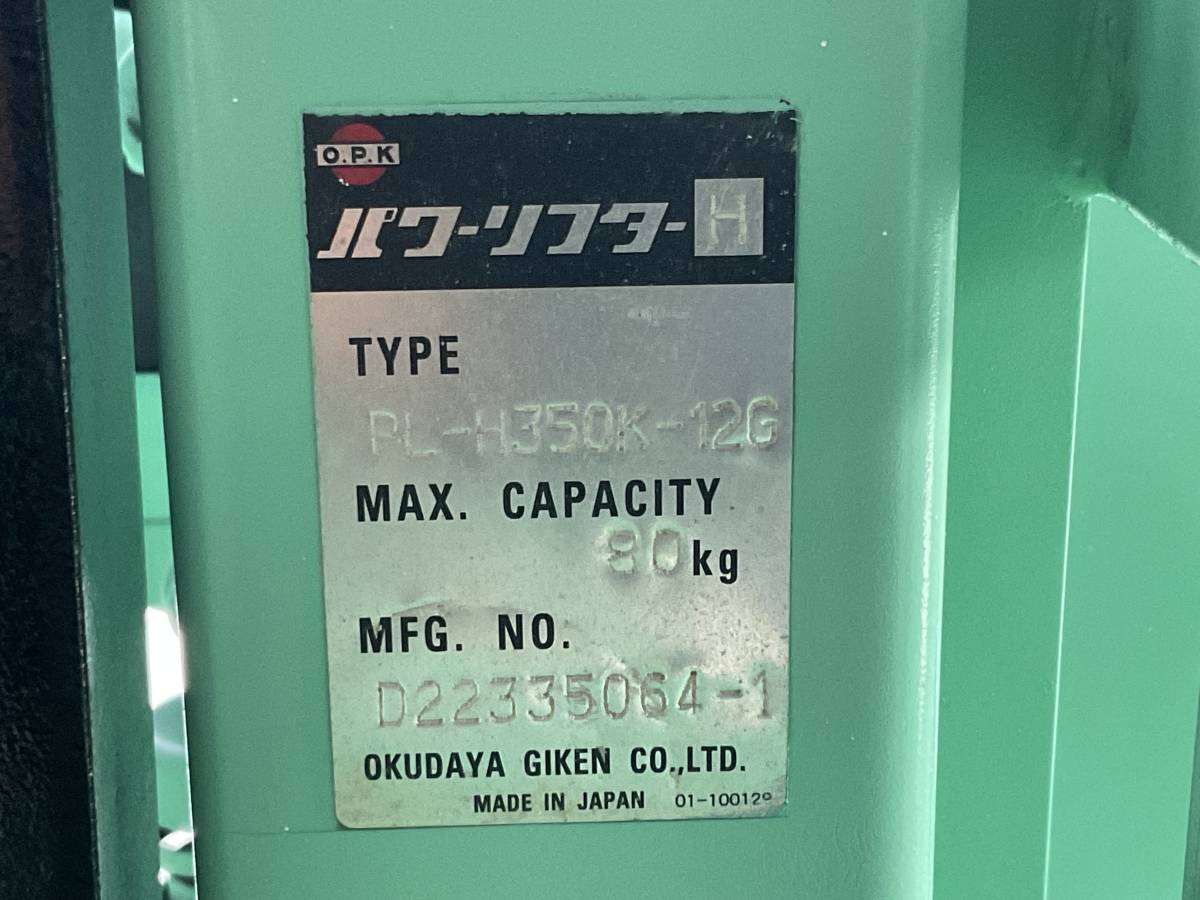 O.P.K
パワーリフターH
TYPE
PL-H350K-12G
MAX. CAPACITY
80kg
MFG. NO.
D22335064-1
OKUDAYA GIKEN CO.,LTD.
MADE IN JAPAN 01-100129